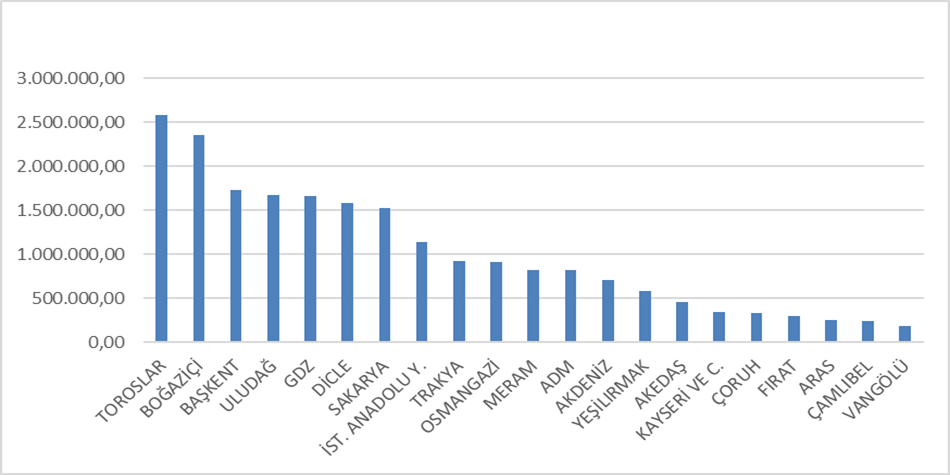 3.000.000,00
2.500.000,00
2.000.000,00
1.500.000,00
1.000.000,00
500.000,00
0,00
TOROSLAR
BOĞAZİÇİ
BAŞKENT
ULUDAĞ
GDZ
DİCLE
SAKARYA
İST. ANADOLU Y.
TRAKYA
OSMANGAZİ
MERAM
ADM
AKDENİZ
YEŞİLIRMAK
AKEDAŞ
KAYSERİ VE C.
ÇORUH
FIRAT
ARAS
ÇAMLIBEL
VANGÖLÜ